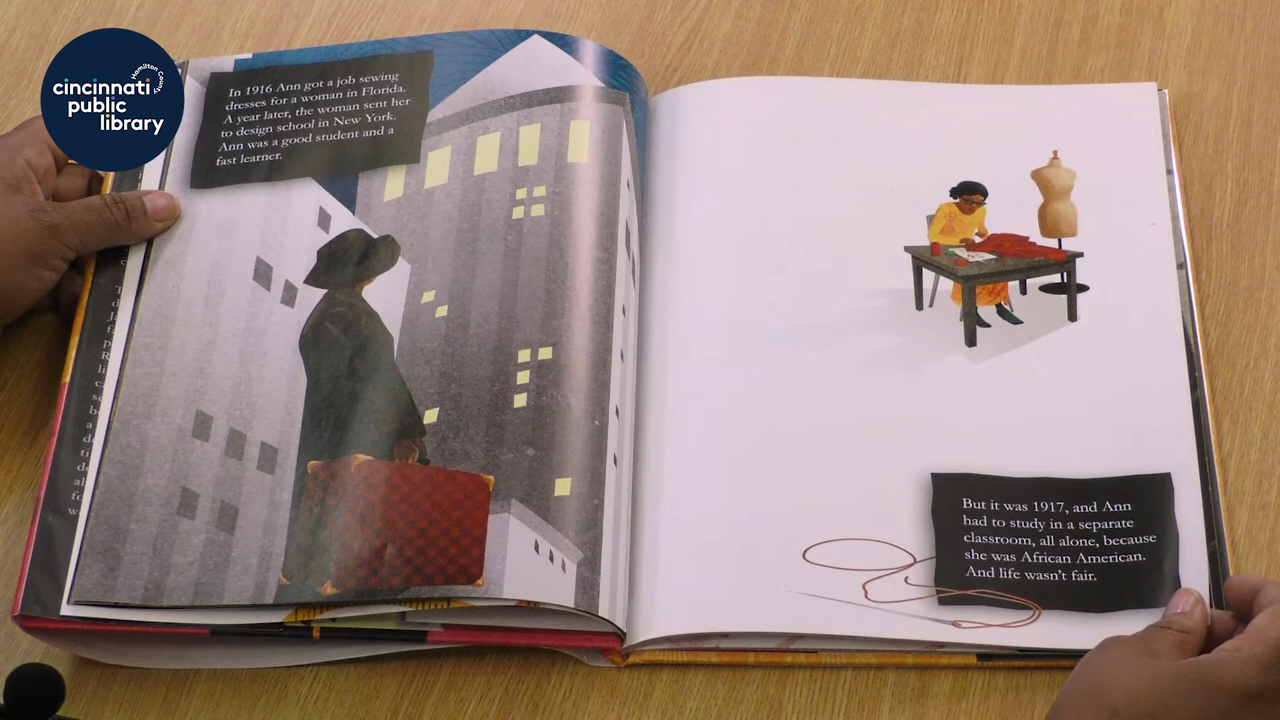 cincinnati
public
library
Hamilton County
In 1916 Ann got a job sewing
dresses for a woman in Florida.
A year later, the woman sent her
to design school in New York.
Ann was a good student and a
fast learner.
But it was 1917, and Ann
had to study in a separate
classroom, all alone, because
she was African American.
And life wasn't fair.